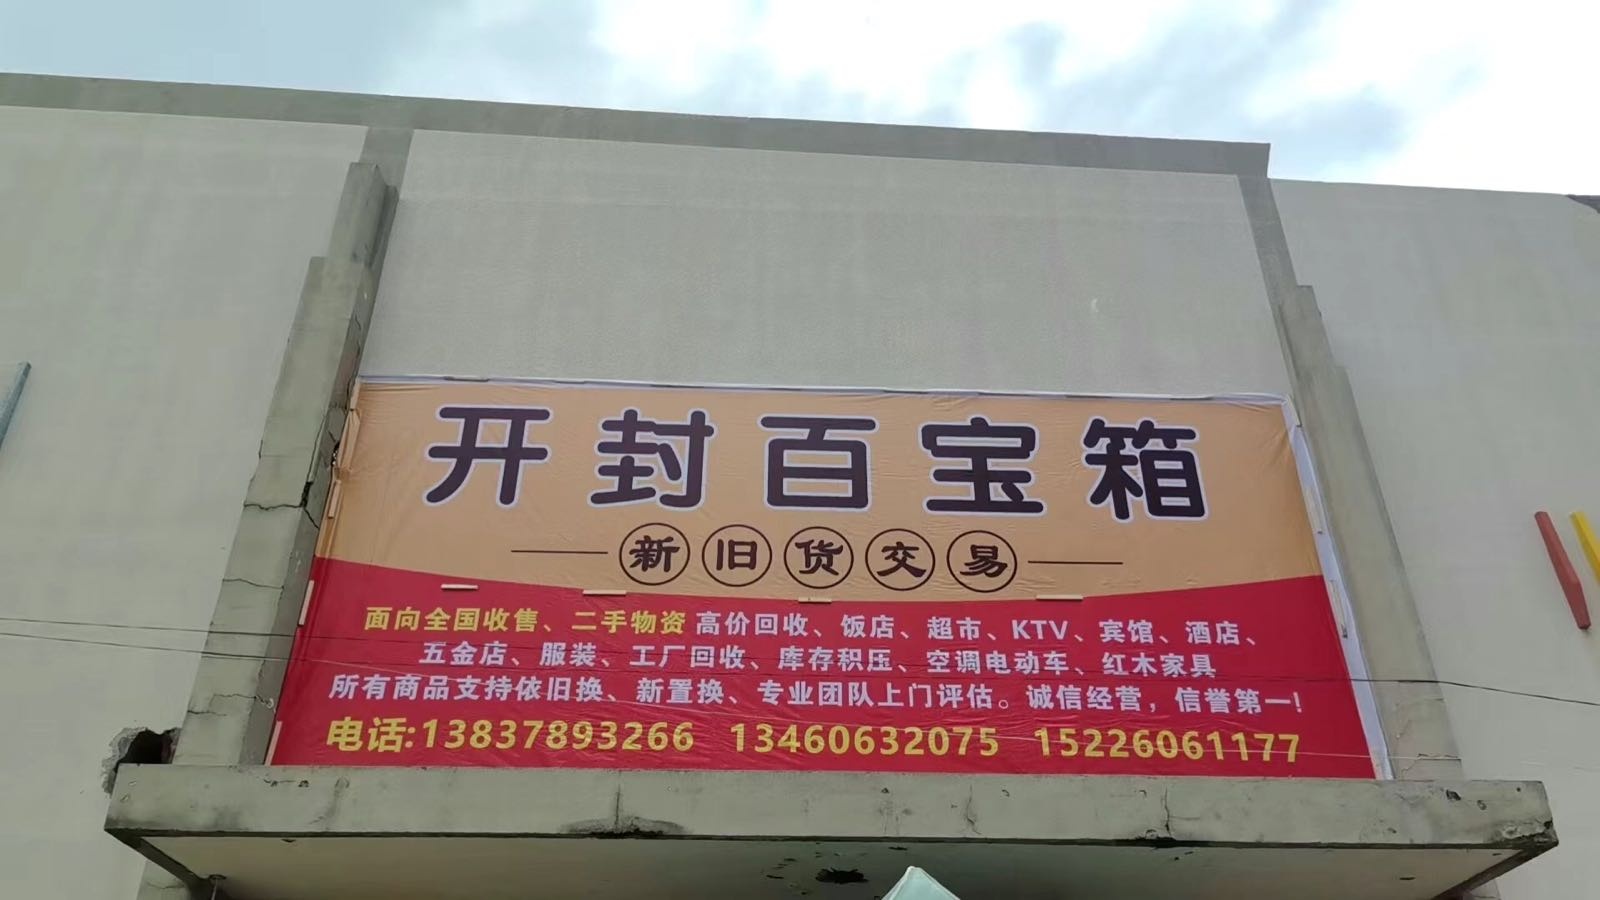 开封百宝箱
新旧货交易
面向全国收售、二手物资 高价回收、饭店、超市、KTV、宾馆、酒店、
五金店、服装、工厂回收、库存积压、空调电动车、红木家具
所有商品支持依旧换、新置换、专业团队上门评估。诚信经营，信誉第一!
电话:13837893266 13460632075 15226061177